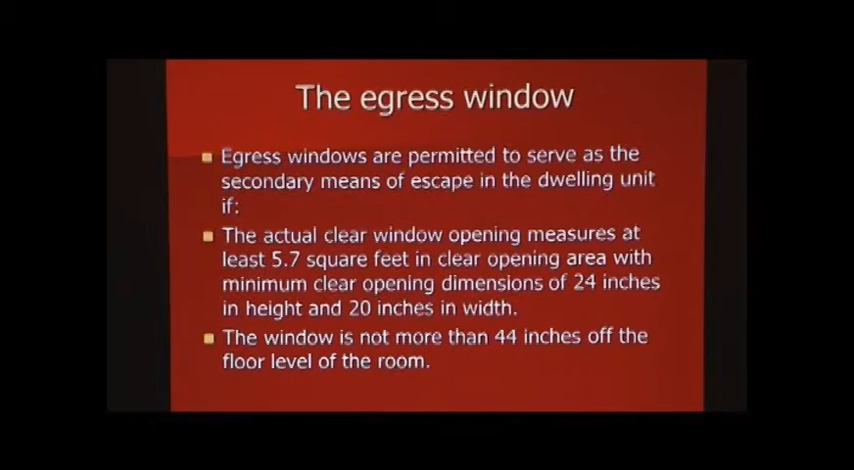 The egress window
Egress windows are permitted to serve as the
secondary means of escape in the dwelling unit
if:
The actual clear window opening measures at
least 5.7 square feet in clear opening area with
minimum clear opening dimensions of 24 inches
in height and 20 inches in width.
The window is not more than 44 inches off the
floor level of the room.